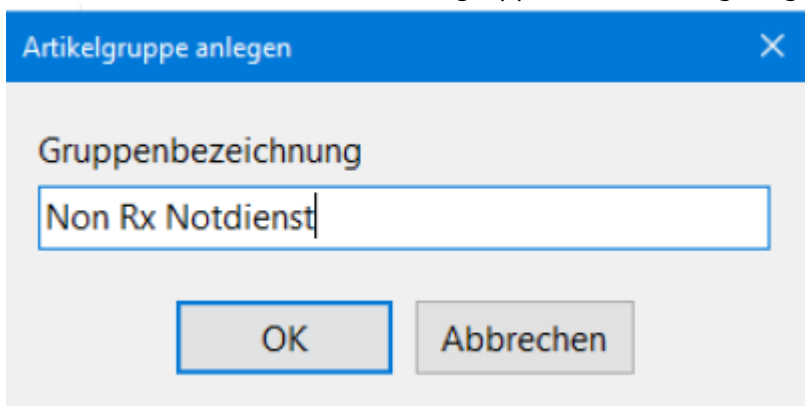 Artikelgruppe anlegen
Gruppenbezeichnung
Non Rx Notdienst
OK
Abbrechen